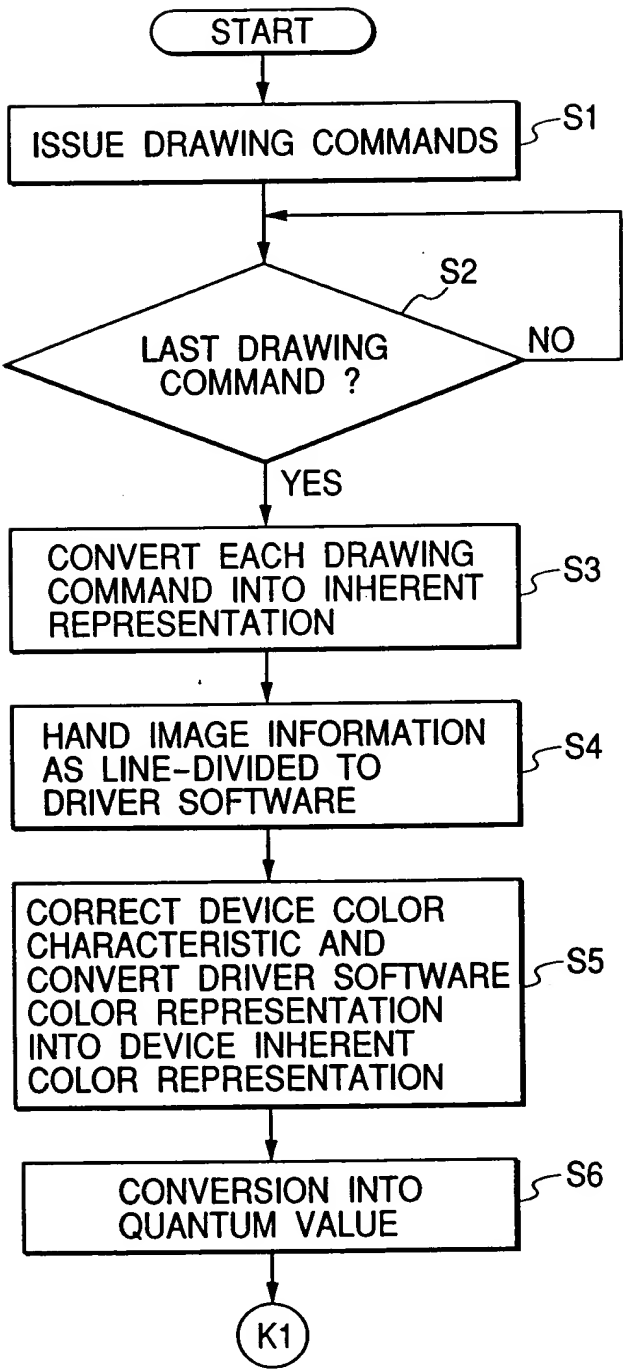 START
ISSUE DRAWING COMMANDS
S1
S2
LAST DRAWING
COMMAND ?
NO
YES
CONVERT EACH DRAWING
COMMAND INTO INHERENT
REPRESENTATION
S3
HAND IMAGE INFORMATION
AS LINE-DIVIDED TO
DRIVER SOFTWARE
S4
CORRECT DEVICE COLOR
CHARACTERISTIC AND
CONVERT DRIVER SOFTWARE
COLOR REPRESENTATION
INTO DEVICE INHERENT
COLOR REPRESENTATION
S5
CONVERSION INTO
QUANTUM VALUE
S6
K1